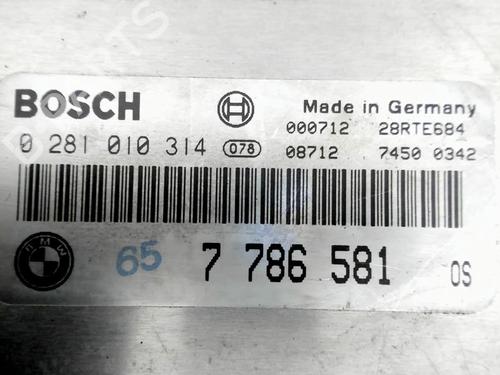 BOSCH
Made in Germany
000712 28RTE684
0 281 010 314 078 08712 7450 0342
BMW
65 7 786 581 OS